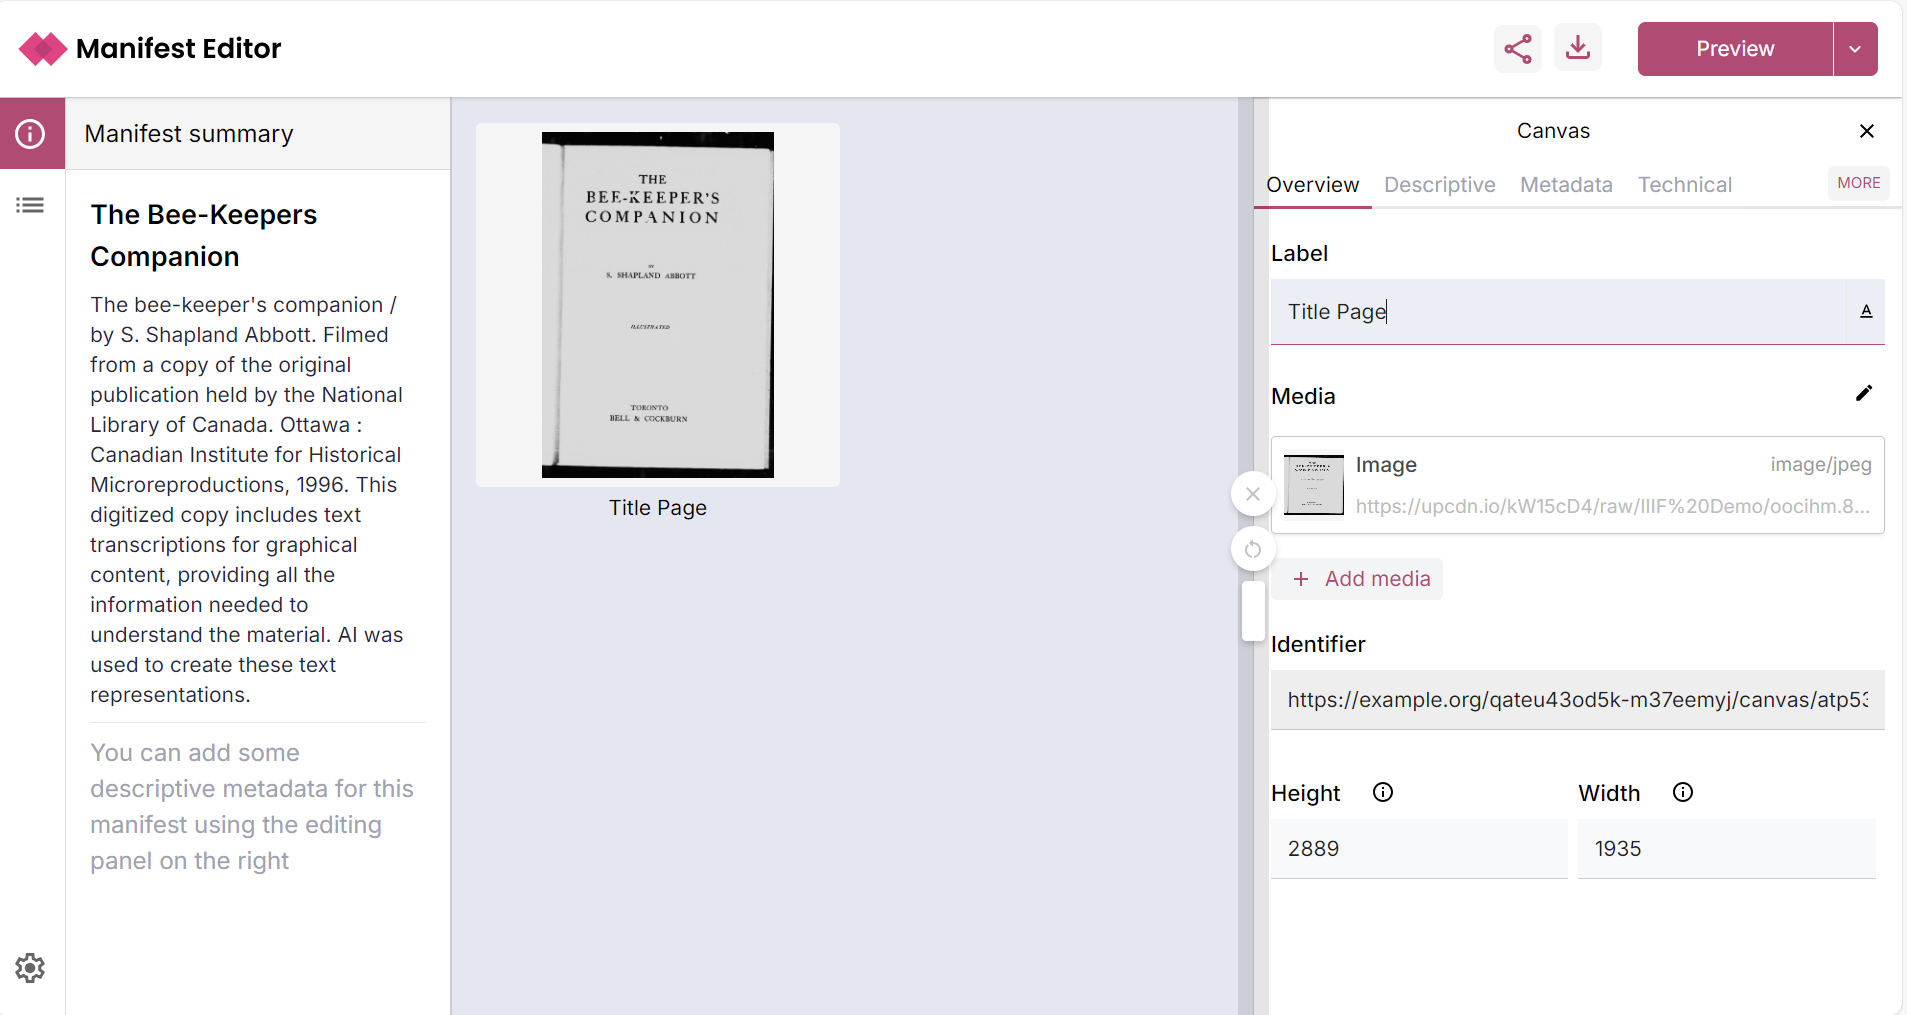 Manifest Editor
Preview
Manifest summary
The Bee-Keepers
Companion
The bee-keeper's companion /
by S. Shapland Abbott. Filmed
from a copy of the original
publication held by the National
Library of Canada. Ottawa :
Canadian Institute for Historical
Microreproductions, 1996. This
digitized copy includes text
transcriptions for graphical
content, providing all the
information needed to
understand the material. AI was
used to create these text
representations.
You can add some
descriptive metadata for this
manifest using the editing
panel on the right
THE
BEE-KEEPER'S
COMPANION
BY
S. SHAPLAND ABBOTT
ILLUSTRATED
TORONTO
BELL & COCKBURN
Title Page
Canvas
Overview Descriptive Metadata Technical MORE
Label
Title Page
A
Media
Image image/jpeg
https://upcdn.io/kW15cD4/raw/IIIF%20Demo/oocihm.8...
+ Add media
Identifier
https://example.org/qateu43od5k-m37eemyj/canvas/atp53
Height Width
2889 1935